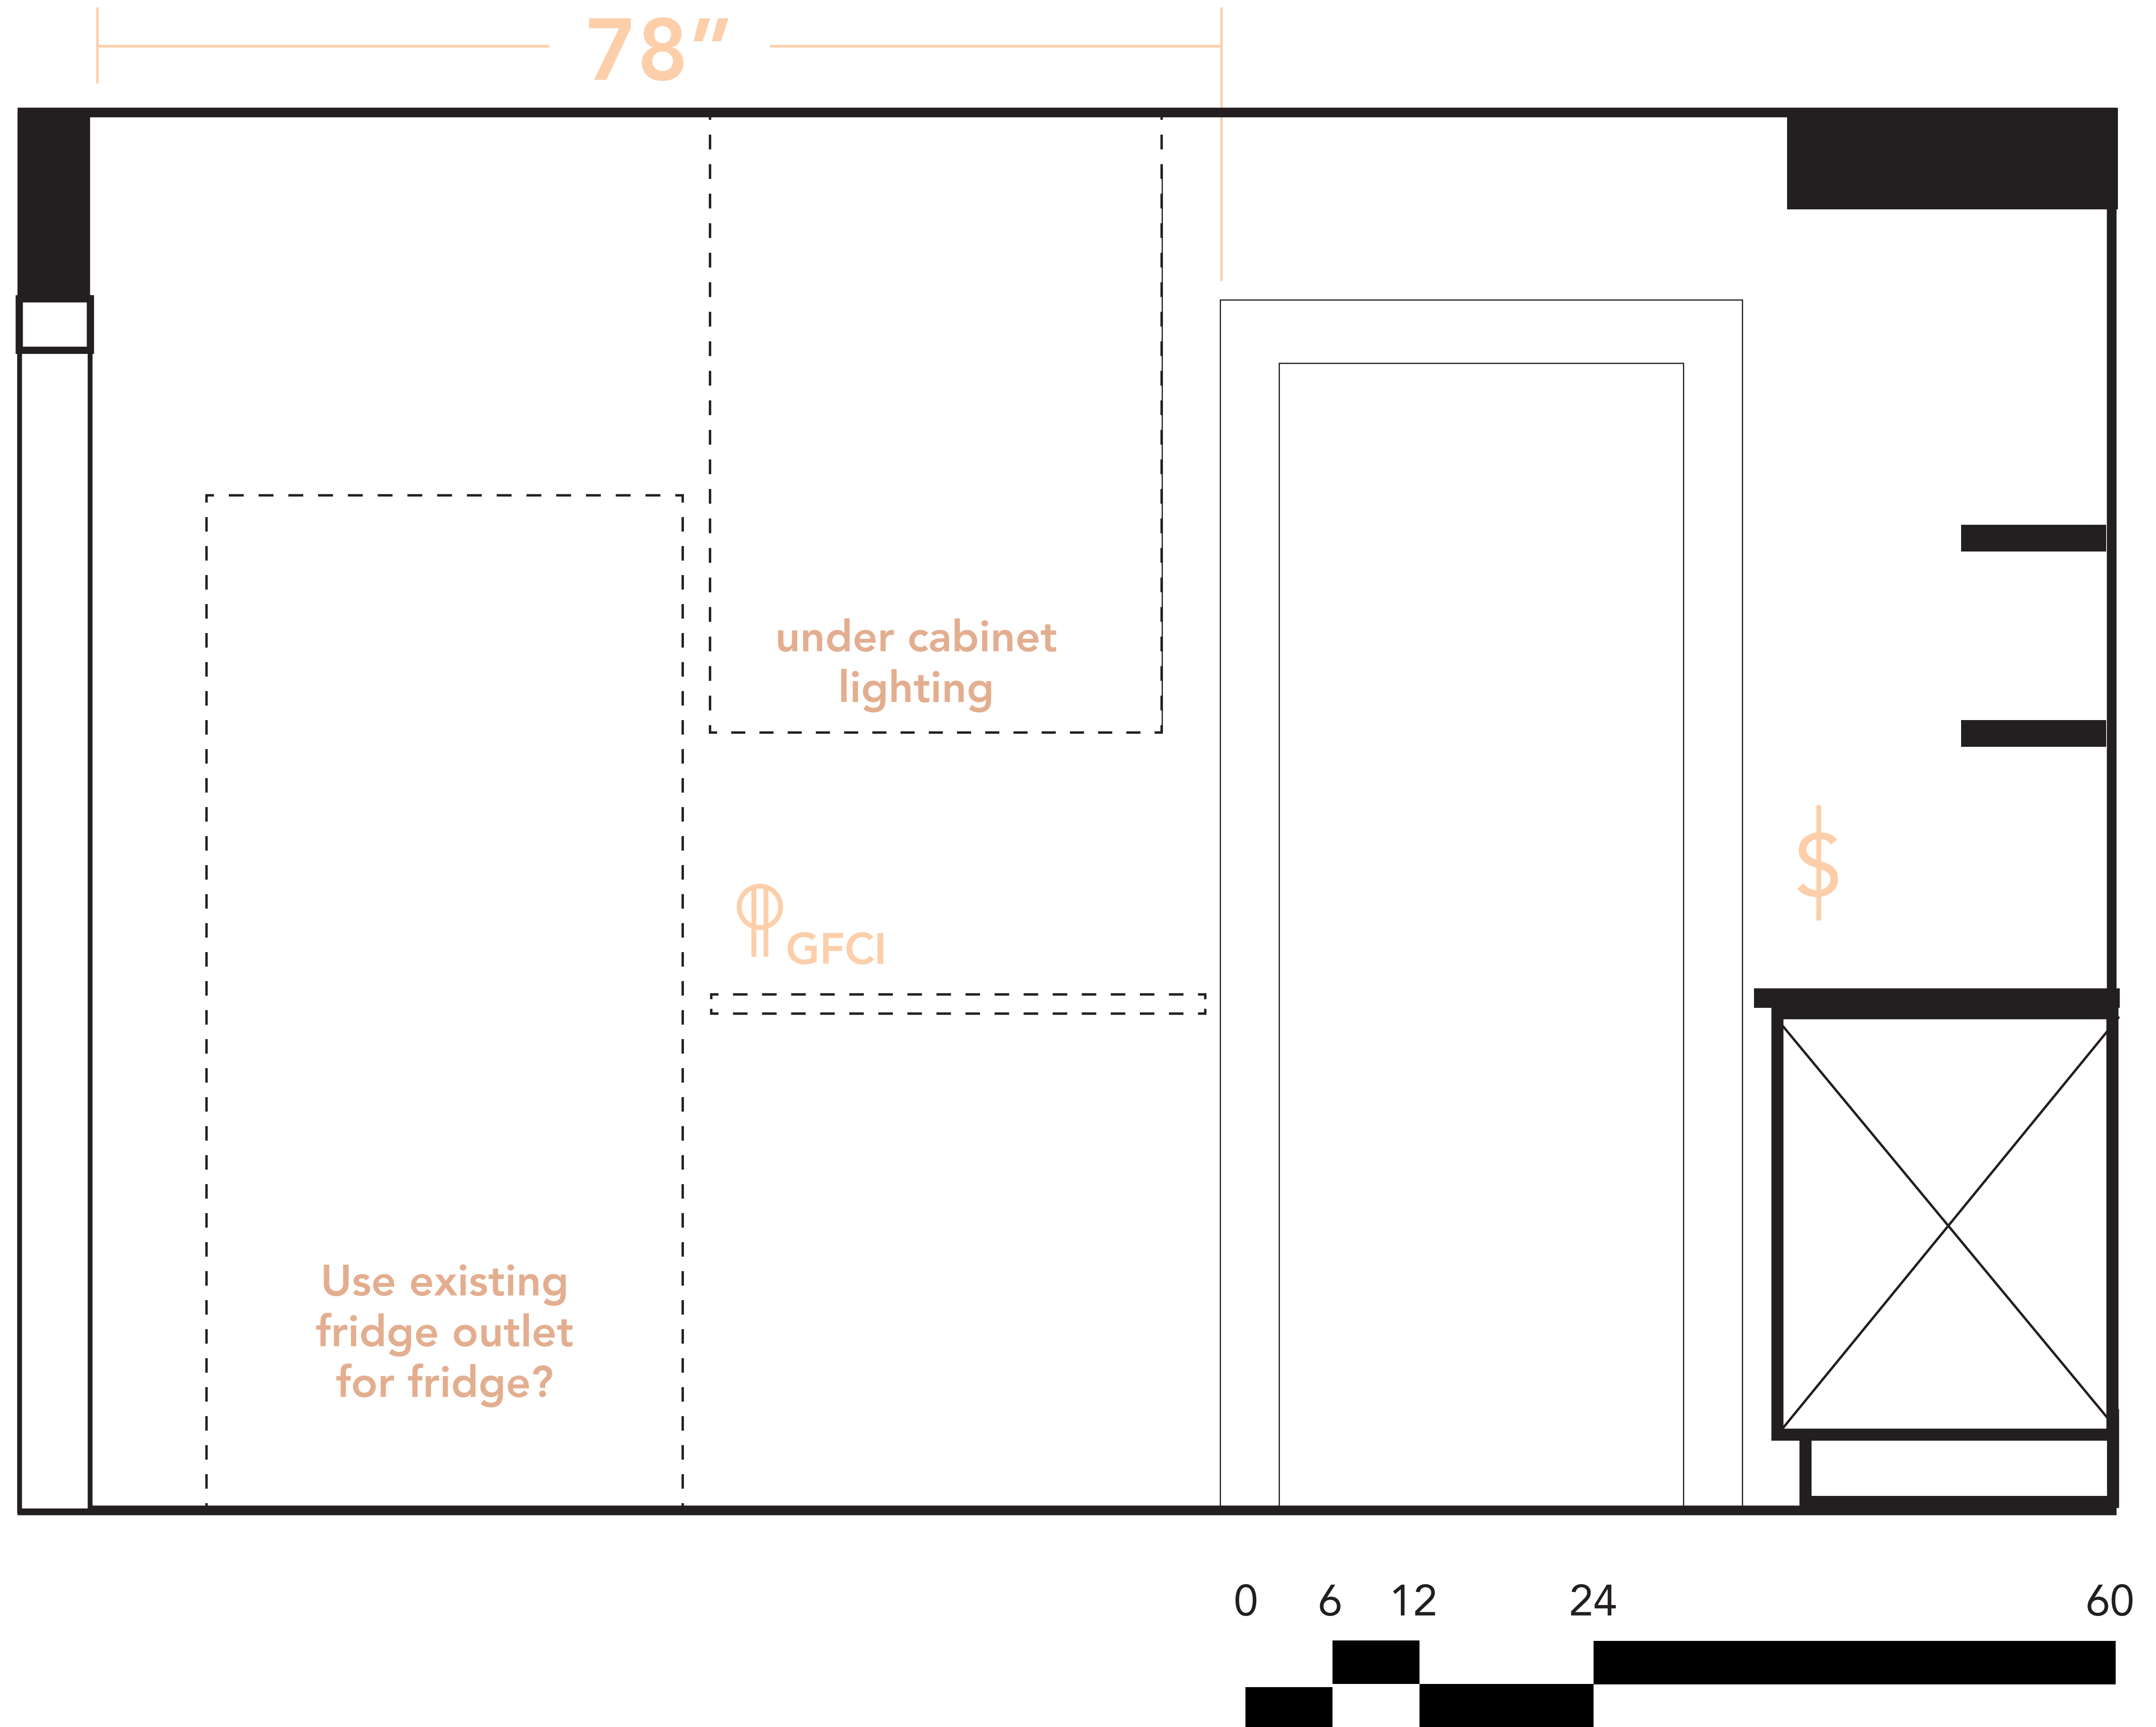 78"
under cabinet
lighting
$
GFCI
Use existing
fridge outlet
for fridge?
0 6 12 24 60